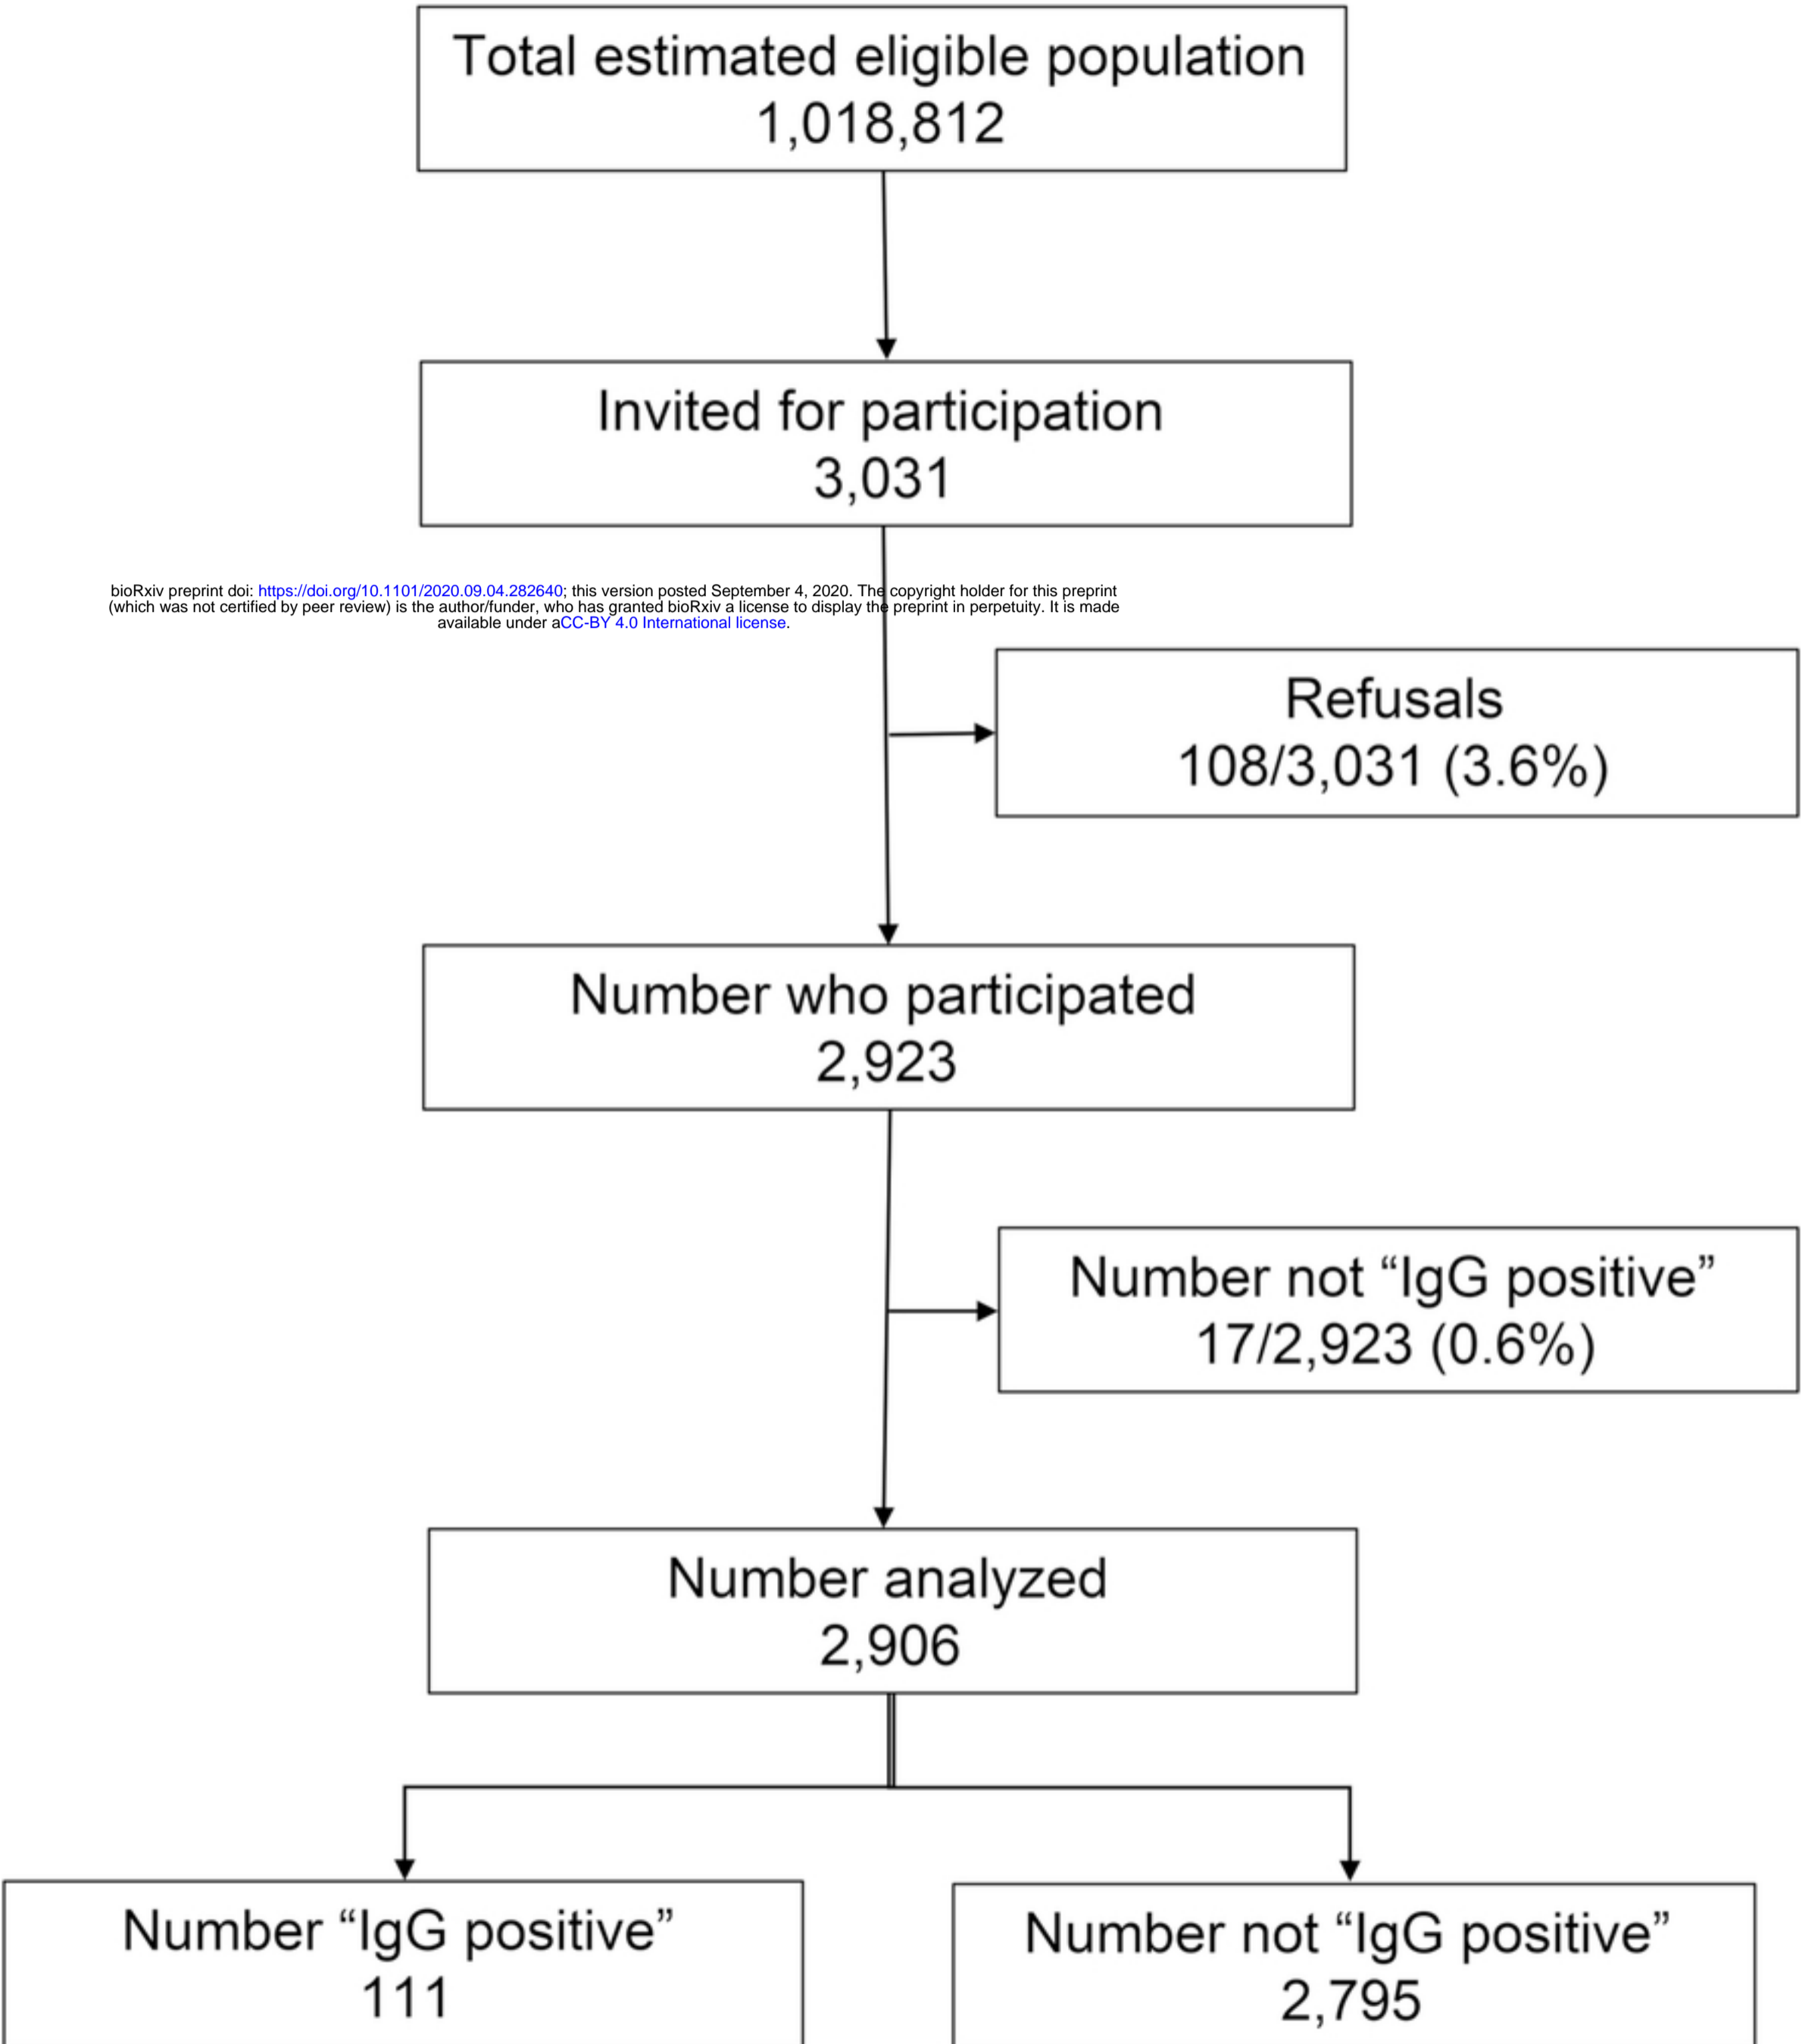 Total estimated eligible population
1,018,812
Invited for participation
3,031
bioRxiv preprint doi: https://doi.org/10.1101/2020.09.04.282640; this version posted September 4, 2020. The copyright holder for this preprint
(which was not certified by peer review) is the author/funder, who has granted bioRxiv a license to display the preprint in perpetuity. It is made
available under aCC-BY 4.0 International license.
Refusals
108/3,031 (3.6%)
Number who participated
2,923
Number not “IgG positive”
17/2,923 (0.6%)
Number analyzed
2,906
Number “IgG positive”
111
Number not “IgG positive”
2,795